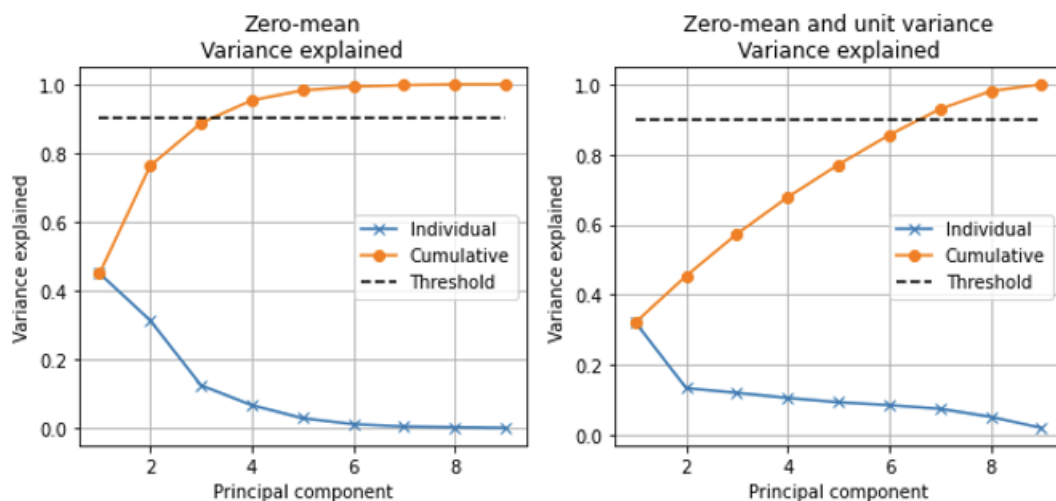 Zero-mean
Variance explained
Variance explained
1.0
0.8
0.6
0.4
0.2
0.0
Individual
Cumulative
Threshold
2
4
6
8
Principal component
Zero-mean and unit variance
Variance explained
Variance explained
1.0
0.8
0.6
0.4
0.2
0.0
Individual
Cumulative
Threshold
2
4
6
8
Principal component